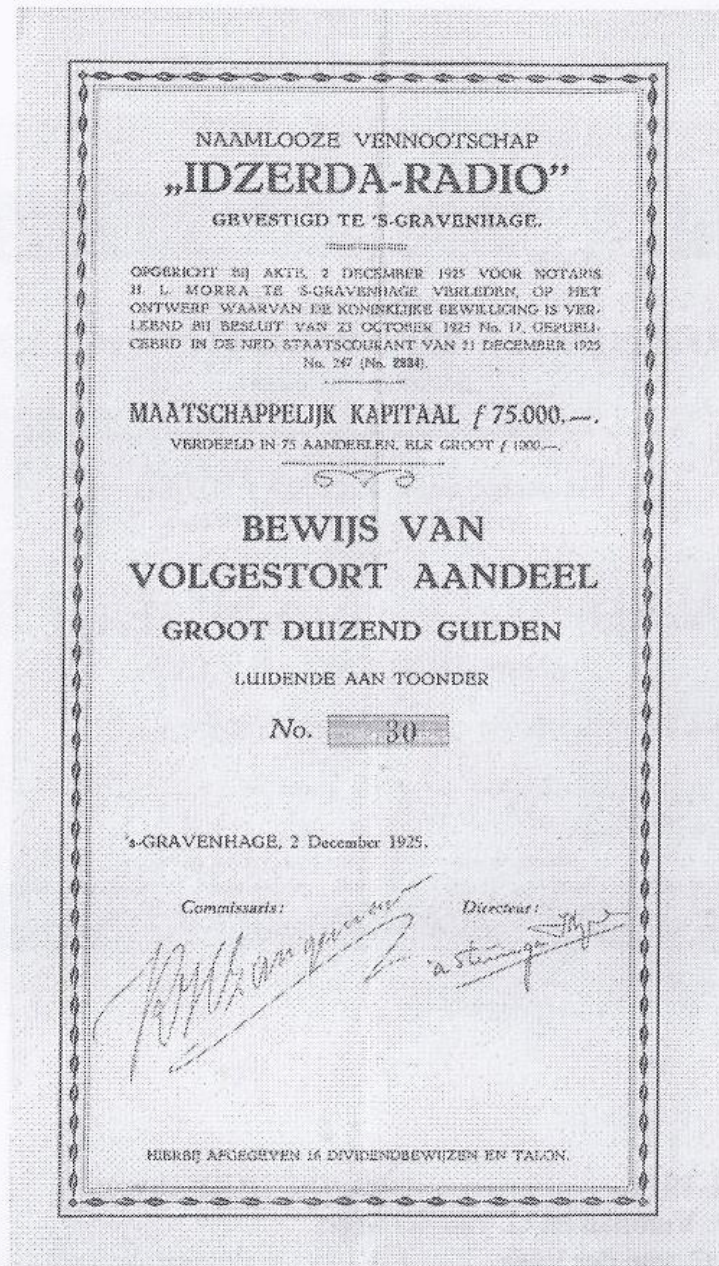 NAAMLOOZE VENNOOTSCHAP
„IDZERDA-RADIO”
GEVESTIGD TE 'S-GRAVENHAGE.
OPGERICHT BIJ AKTE, 2 DECEMBER 1925 VOOR NOTARIS
H. L. MORRA TE 'S-GRAVENHAGE VERLEDEN, OP HET
ONTWERP WAARVAN DE KONINKLIJKE BEWILLIGING IS VER-
LEEND BIJ BESLUIT VAN 23 OCTOBER 1925 No. 17, GEPUBLI-
CEERD IN DE NED. STAATSCOURANT VAN 21 DECEMBER 1925
No. 247 (No. 2834).
MAATSCHAPPELIJK KAPITAAL f 75.000,—.
VERDEELD IN 75 AANDEELEN, ELK GROOT f 1000,—.
BEWIJS VAN
VOLGESTORT AANDEEL
GROOT DUIZEND GULDEN
LUIDENDE AAN TOONDER
No. 30
's-GRAVENHAGE, 2 December 1925.
Commissaris: Directeur:
HIERBIJ AFGEGEVEN 16 DIVIDENDBEWIJZEN EN TALON.